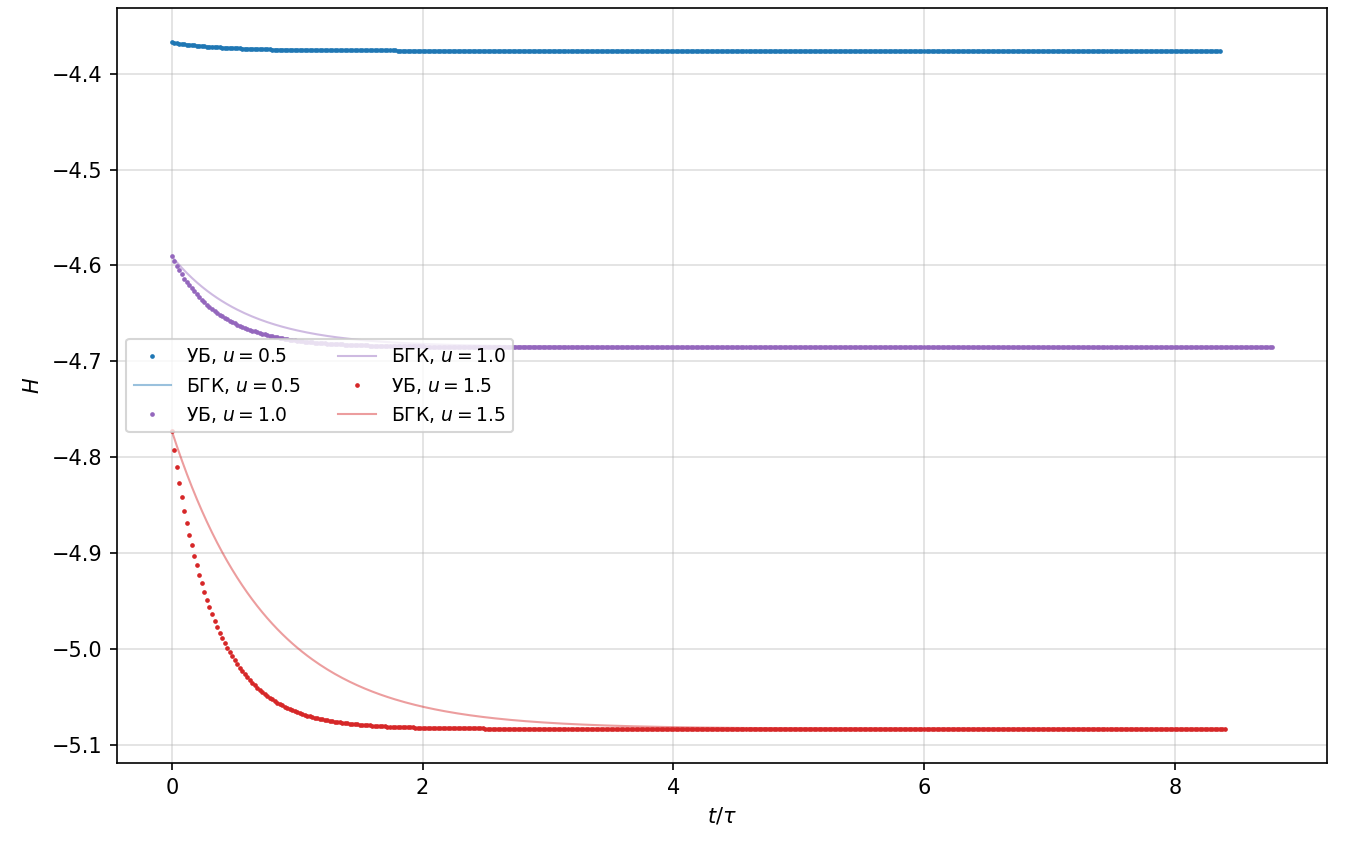 −4.4
−4.5
−4.6
−4.7
−4.8
−4.9
−5.0
−5.1
H
УБ, u = 0.5
БГК, u = 0.5
УБ, u = 1.0
БГК, u = 1.0
УБ, u = 1.5
БГК, u = 1.5
0 2 4 6 8
t/τ